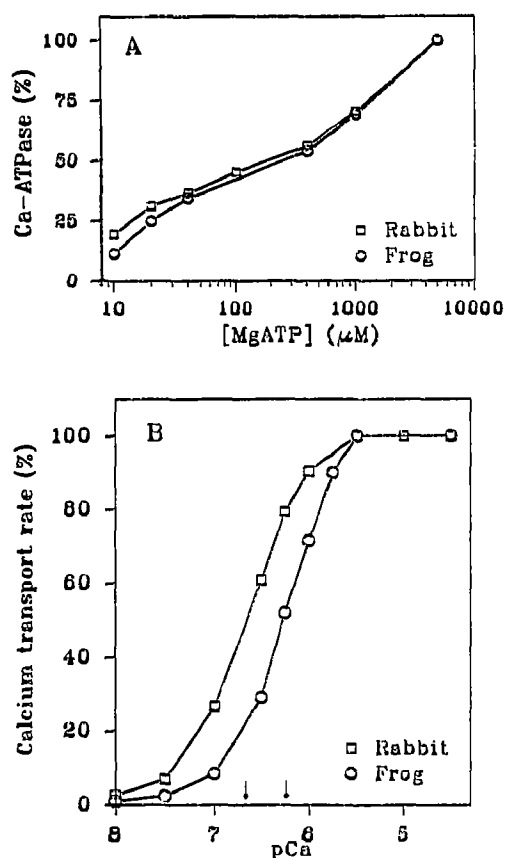 A
100
75
50
25
0
Ca-ATPase (%)
Rabbit
Frog
10 100 1000 10000
[MgATP] (μM)
B
100
80
60
40
20
0
Calcium transport rate (%)
Rabbit
Frog
8 7 6 5
pCa